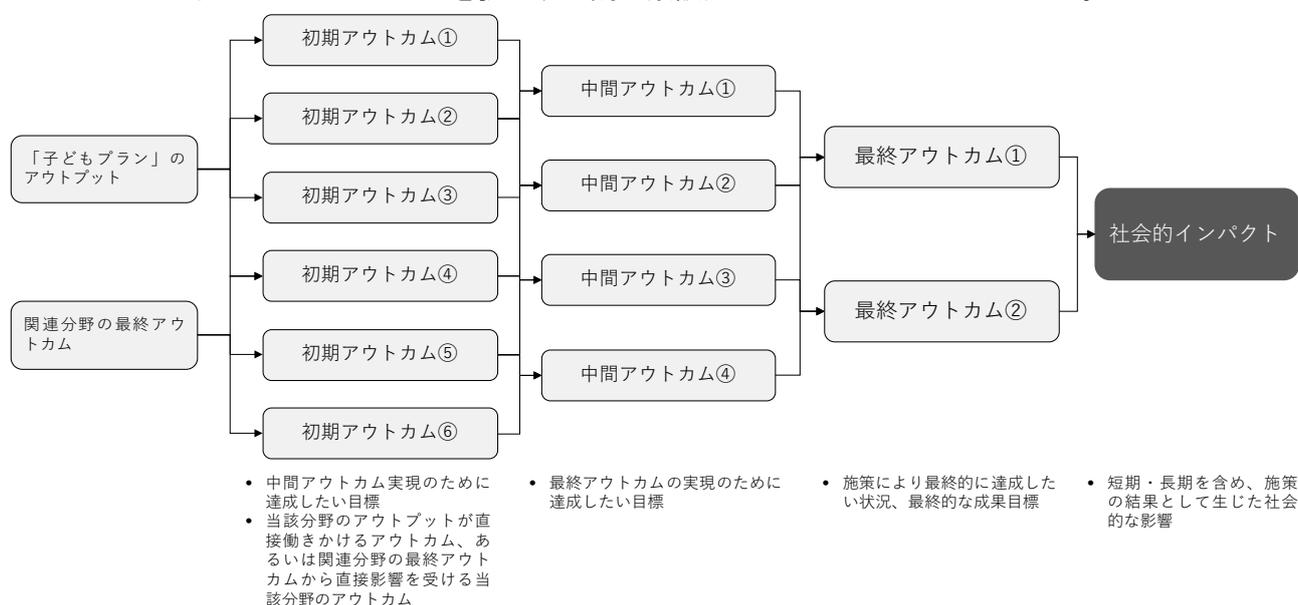 初期アウトカム①
初期アウトカム②
初期アウトカム③
初期アウトカム④
初期アウトカム⑤
初期アウトカム⑥
「子どもプラン」の
アウトプット
関連分野の最終アウ
トカム
中間アウトカム①
中間アウトカム②
中間アウトカム③
中間アウトカム④
最終アウトカム①
最終アウトカム②
社会的インパクト
• 中間アウトカム実現のために
達成したい目標
• 当該分野のアウトプットが直
接働きかけるアウトカム、あ
るいは関連分野の最終アウト
カムから直接影響を受ける当
該分野のアウトカム
• 最終アウトカムの実現のために
達成したい目標
• 施策により最終的に達成した
い状況、最終的な成果目標
• 短期・長期を含め、施策
の結果として生じた社会
的な影響